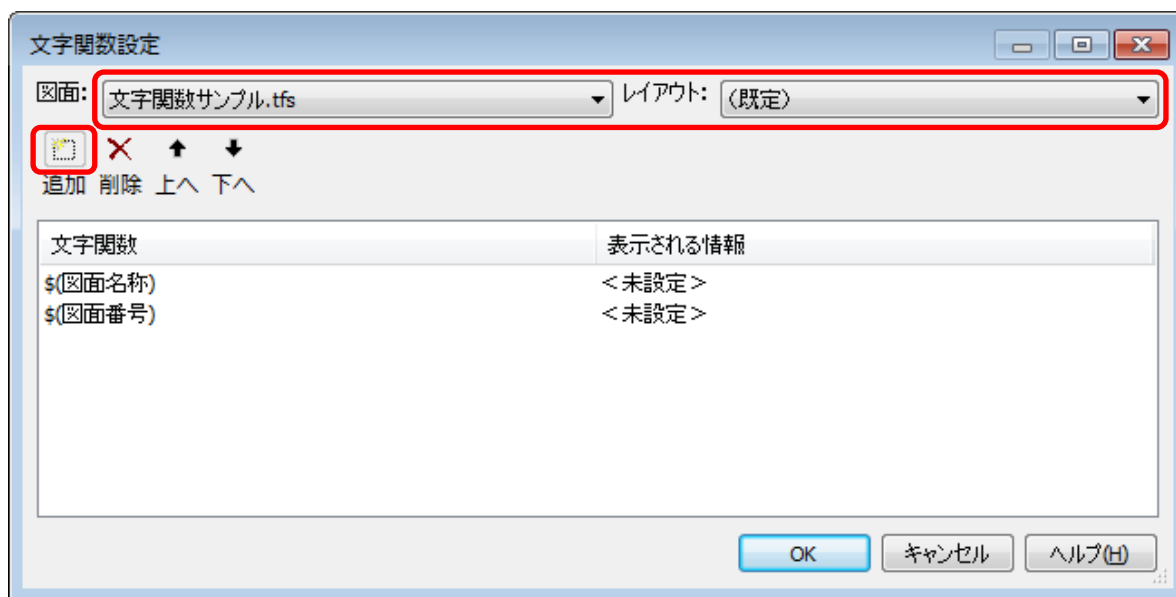 文字関数設定
図面: 文字関数サンプル.tfs レイアウト: (既定)
追加 削除 上へ 下へ
文字関数 表示される情報
$(図面名称) <未設定>
$(図面番号) <未設定>
OK キャンセル ヘルプ(H)